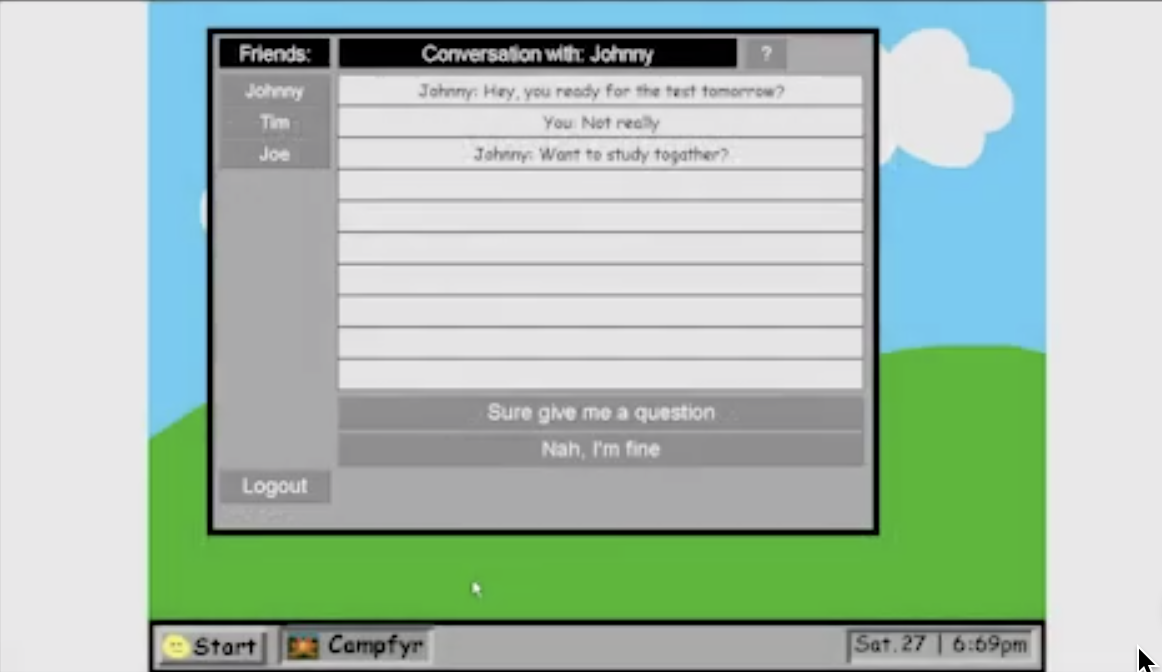 Friends:
Conversation with: Johnny
?
Johnny
Tim
Joe
Johnny: Hey, you ready for the test tomorrow?
You: Not really
Johnny: Want to study togather?
Sure give me a question
Nah, I'm fine
Logout
Start
Campfyr
Sat.27 | 6:69pm